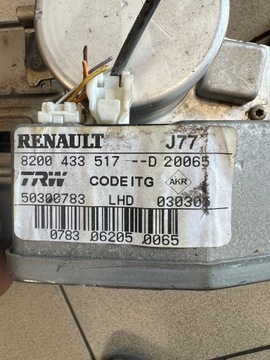 RENAULT J77
8200 433 517 --D 20065
TRW CODE ITG AKR
50300783 LHD 030305
0783 06205 0065